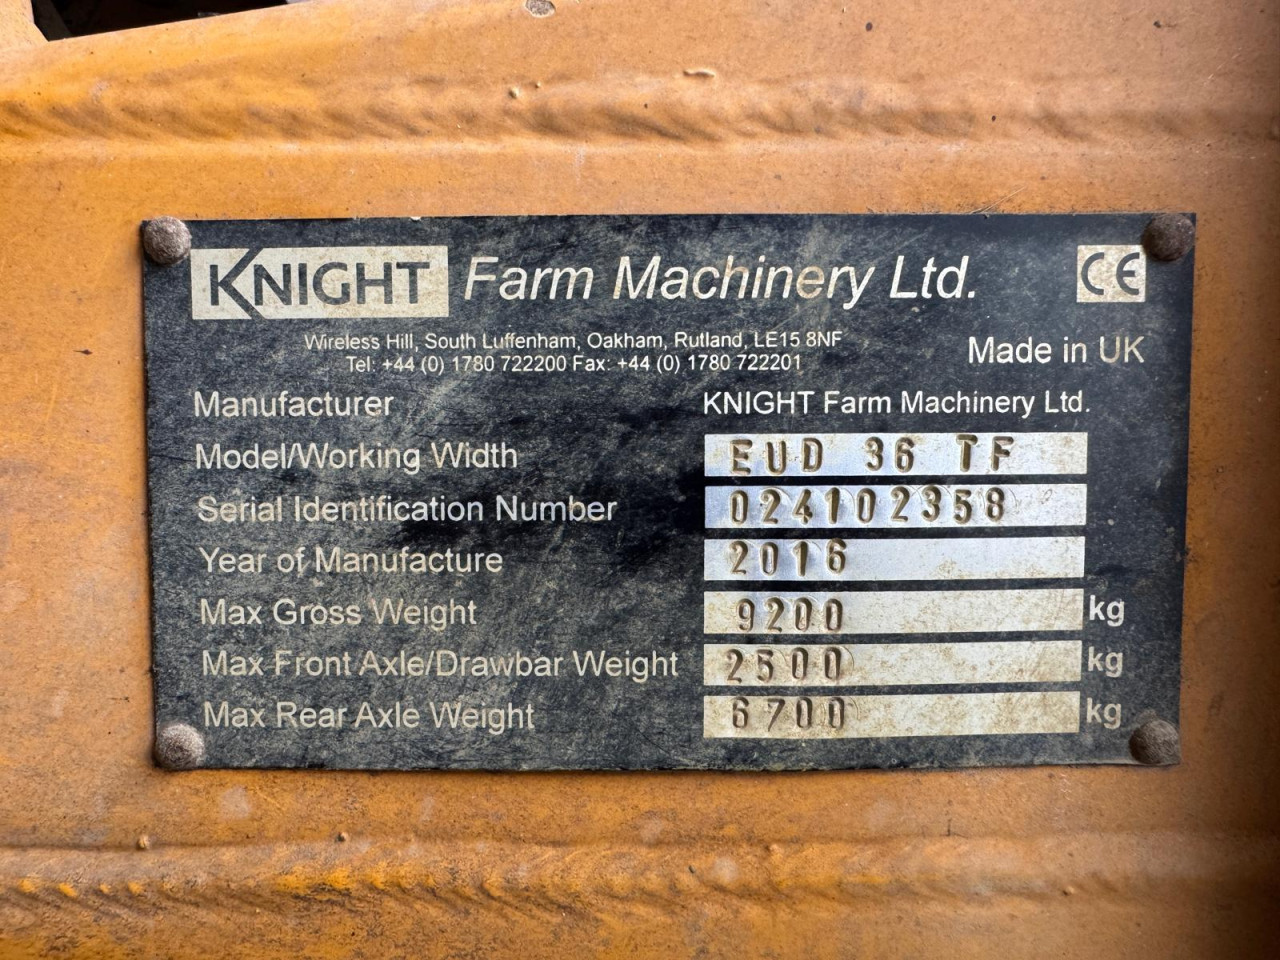 KNIGHT Farm Machinery Ltd. CE
Wireless Hill, South Luffenham, Oakham, Rutland, LE15 8NF
Tel: +44 (0) 1780 722200 Fax: +44 (0) 1780 722201
Made in UK
Manufacturer KNIGHT Farm Machinery Ltd.
Model/Working Width EUD 36 TF
Serial Identification Number 024102358
Year of Manufacture 2016
Max Gross Weight 9200 kg
Max Front Axle/Drawbar Weight 2500 kg
Max Rear Axle Weight 6700 kg